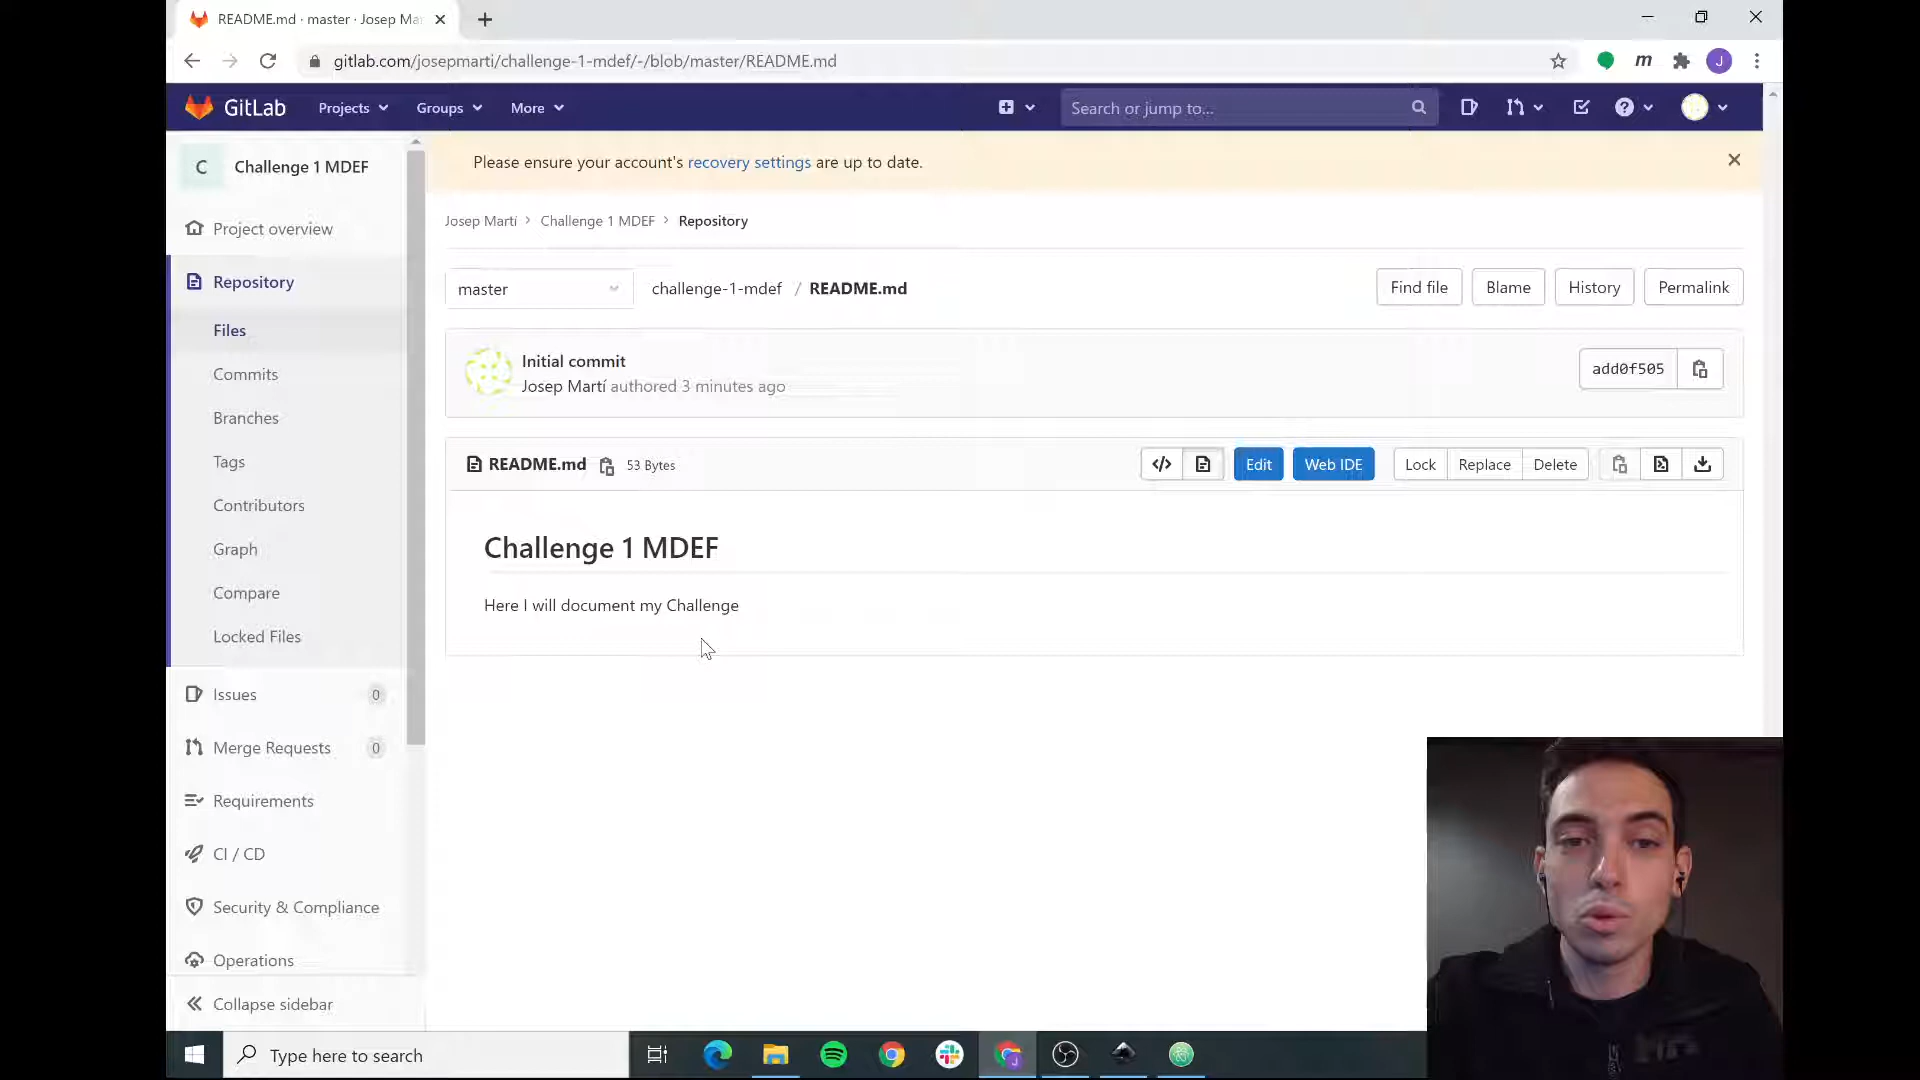 README.md · master · Josep Ma
gitlab.com/josepmarti/challenge-1-mdef/-/blob/master/README.md
m
J
GitLab
Projects
Groups
More
Search or jump to...
C
Challenge 1 MDEF
Please ensure your account's recovery settings are up to date.
Josep Martí
Challenge 1 MDEF
Repository
Project overview
Repository
Files
Commits
Branches
Tags
Contributors
Graph
Compare
Locked Files
Issues 0
Merge Requests 0
Requirements
CI / CD
Security & Compliance
Operations
Collapse sidebar
master
challenge-1-mdef / README.md
Find file
Blame
History
Permalink
Initial commit
Josep Martí authored 3 minutes ago
add0f505
README.md 53 Bytes
</>
Edit
Web IDE
Lock
Replace
Delete
Challenge 1 MDEF
Here I will document my Challenge
Type here to search
J